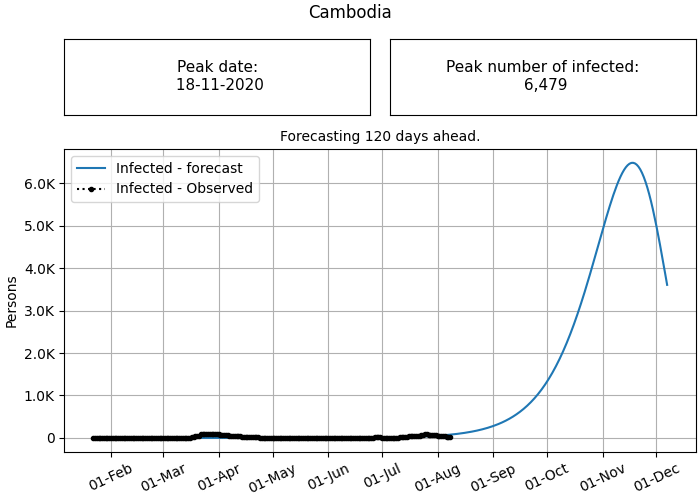 Cambodia
Peak date:
18-11-2020
Peak number of infected:
6,479
Forecasting 120 days ahead.
Infected - forecast
Infected - Observed
Persons
6.0K
5.0K
4.0K
3.0K
2.0K
1.0K
0
01-Feb
01-Mar
01-Apr
01-May
01-Jun
01-Jul
01-Aug
01-Sep
01-Oct
01-Nov
01-Dec